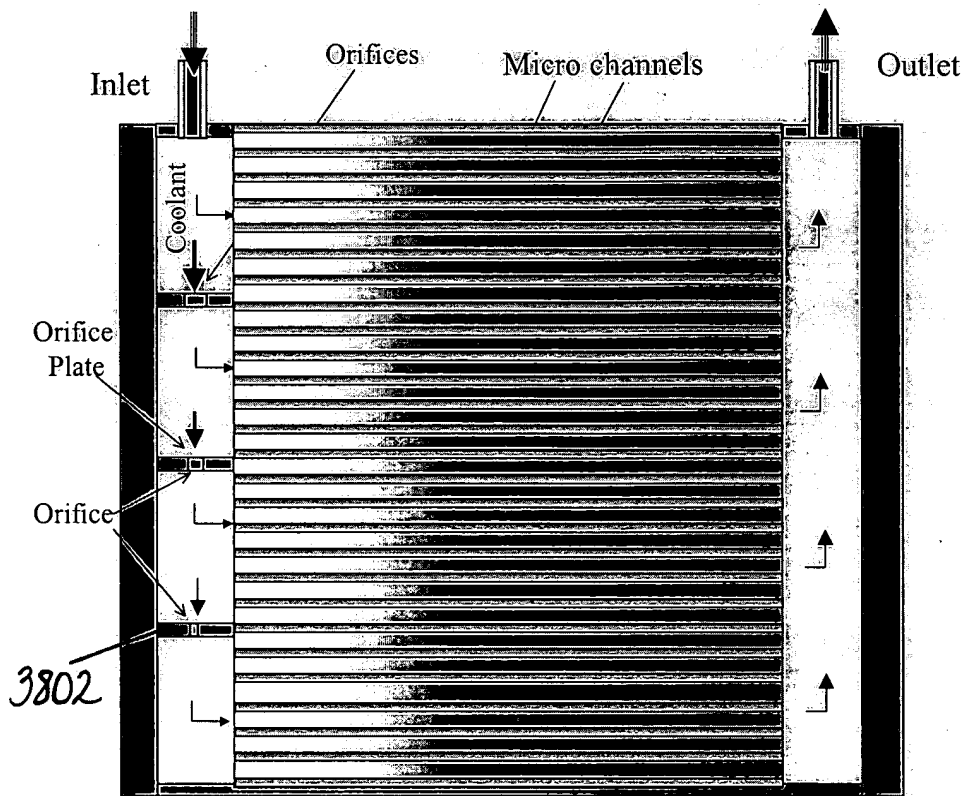 Orifices
Micro channels
Inlet
Outlet
Coolant
Orifice
Plate
Orifice
3802